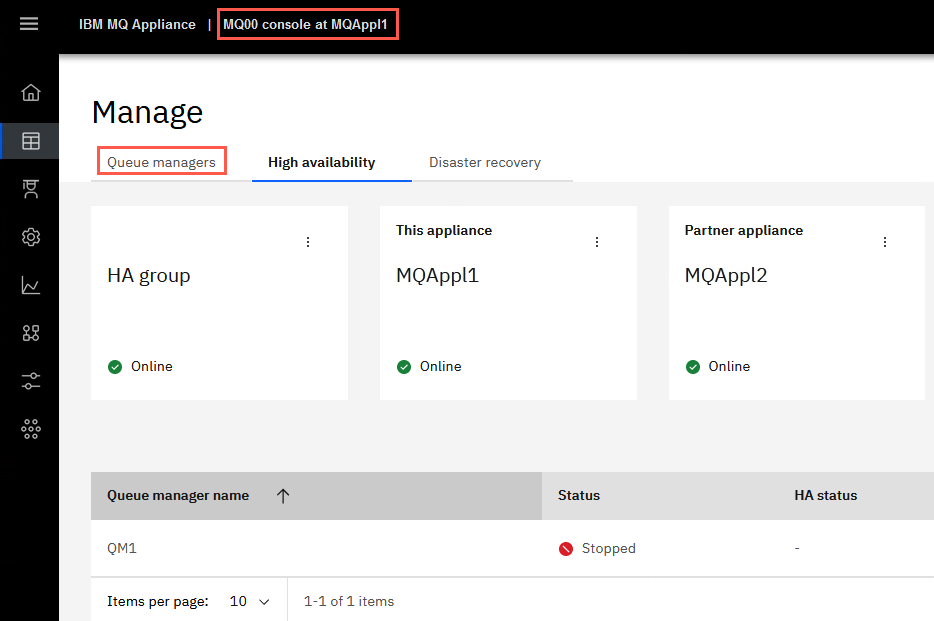 IBM MQ Appliance | MQ00 console at MQAppl1
Manage
Queue managers High availability Disaster recovery
HA group
Online
This appliance
MQAppl1
Online
Partner appliance
MQAppl2
Online
Queue manager name Status HA status
QM1 Stopped -
Items per page: 10 1-1 of 1 items